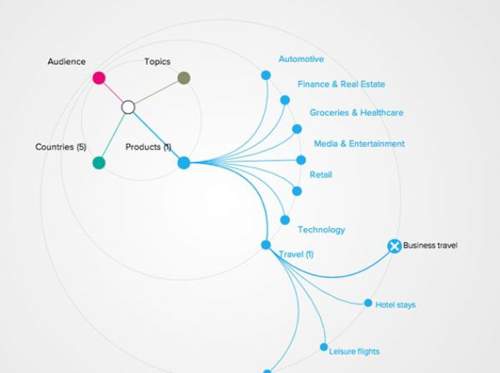 Automotive
Audience
Topics
Finance & Real Estate
Groceries & Healthcare
Countries (5)
Products (1)
Media & Entertainment
Retail
Technology
Travel (1)
Business travel
Hotel stays
Leisure flights